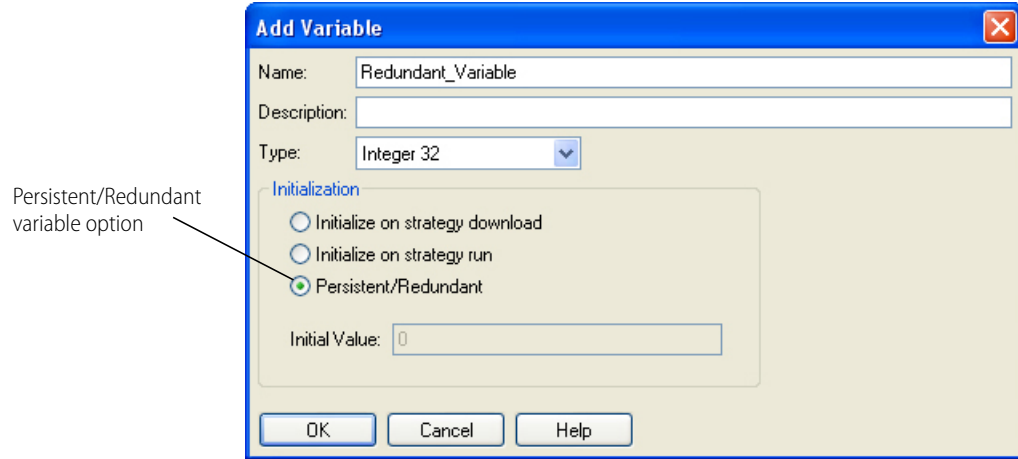 Add Variable
Name: Redundant_Variable
Description:
Type: Integer 32
Initialization
Initialize on strategy download
Initialize on strategy run
Persistent/Redundant
variable option
Persistent/Redundant
Initial Value: 0
OK Cancel Help